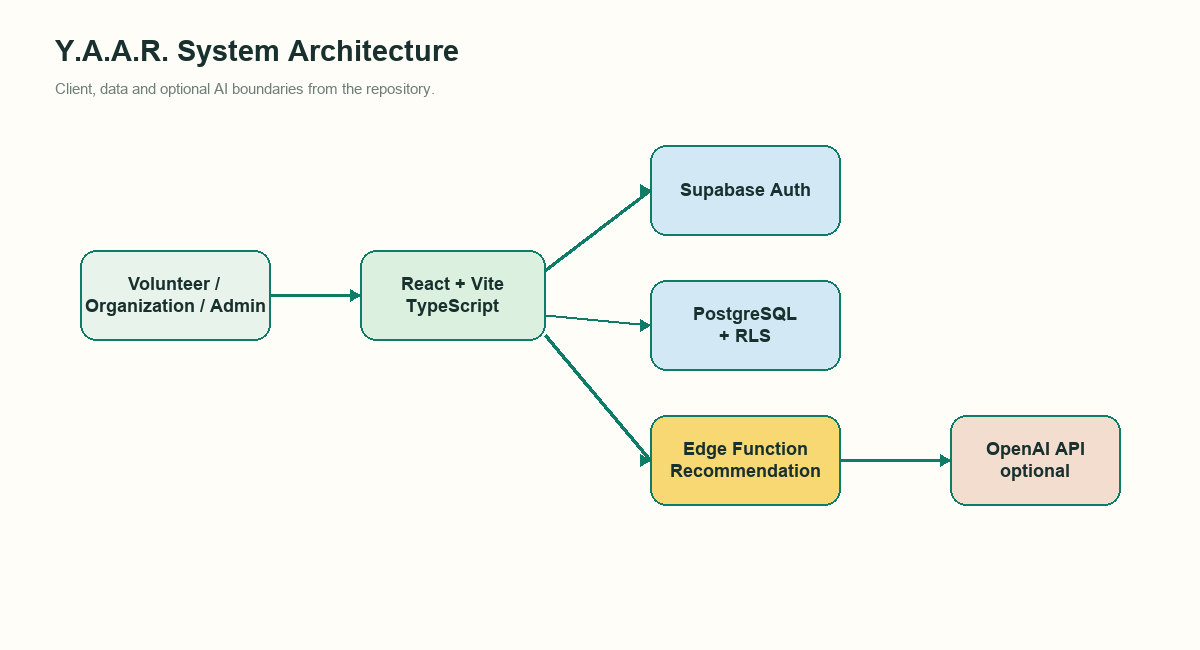 Y.A.A.R. System Architecture
Client, data and optional AI boundaries from the repository.
Volunteer /
Organization / Admin
React + Vite
TypeScript
Supabase Auth
PostgreSQL
+ RLS
Edge Function
Recommendation
OpenAI API
optional